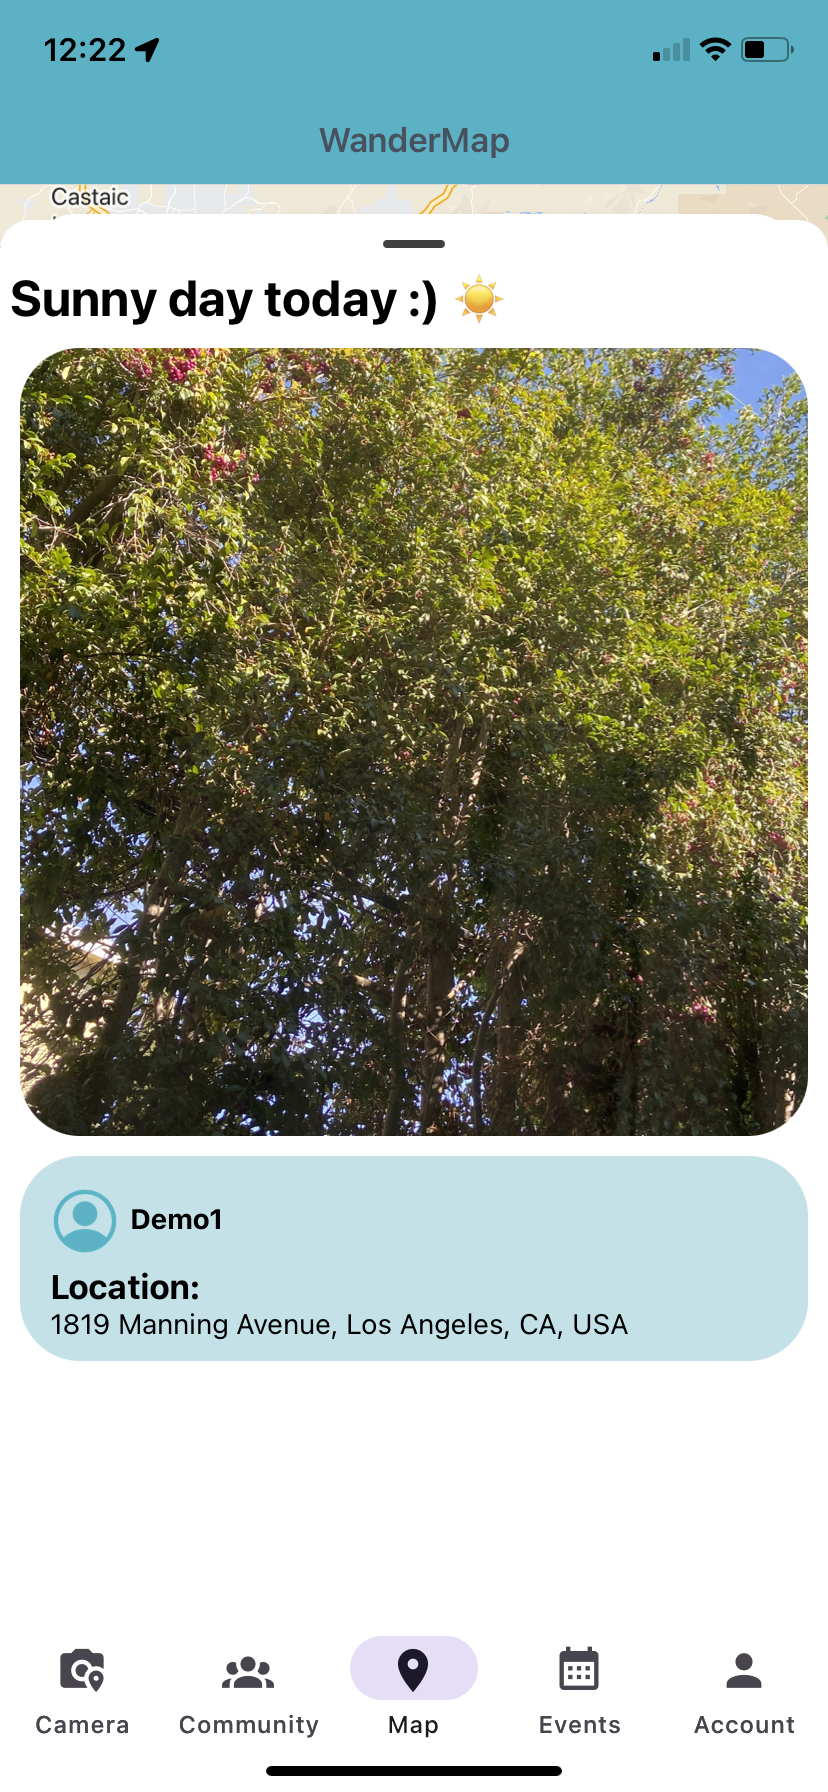 12:22
WanderMap
Castaic
Sunny day today :) ☀️
Demo1
Location:
1819 Manning Avenue, Los Angeles, CA, USA
Camera
Community
Map
Events
Account